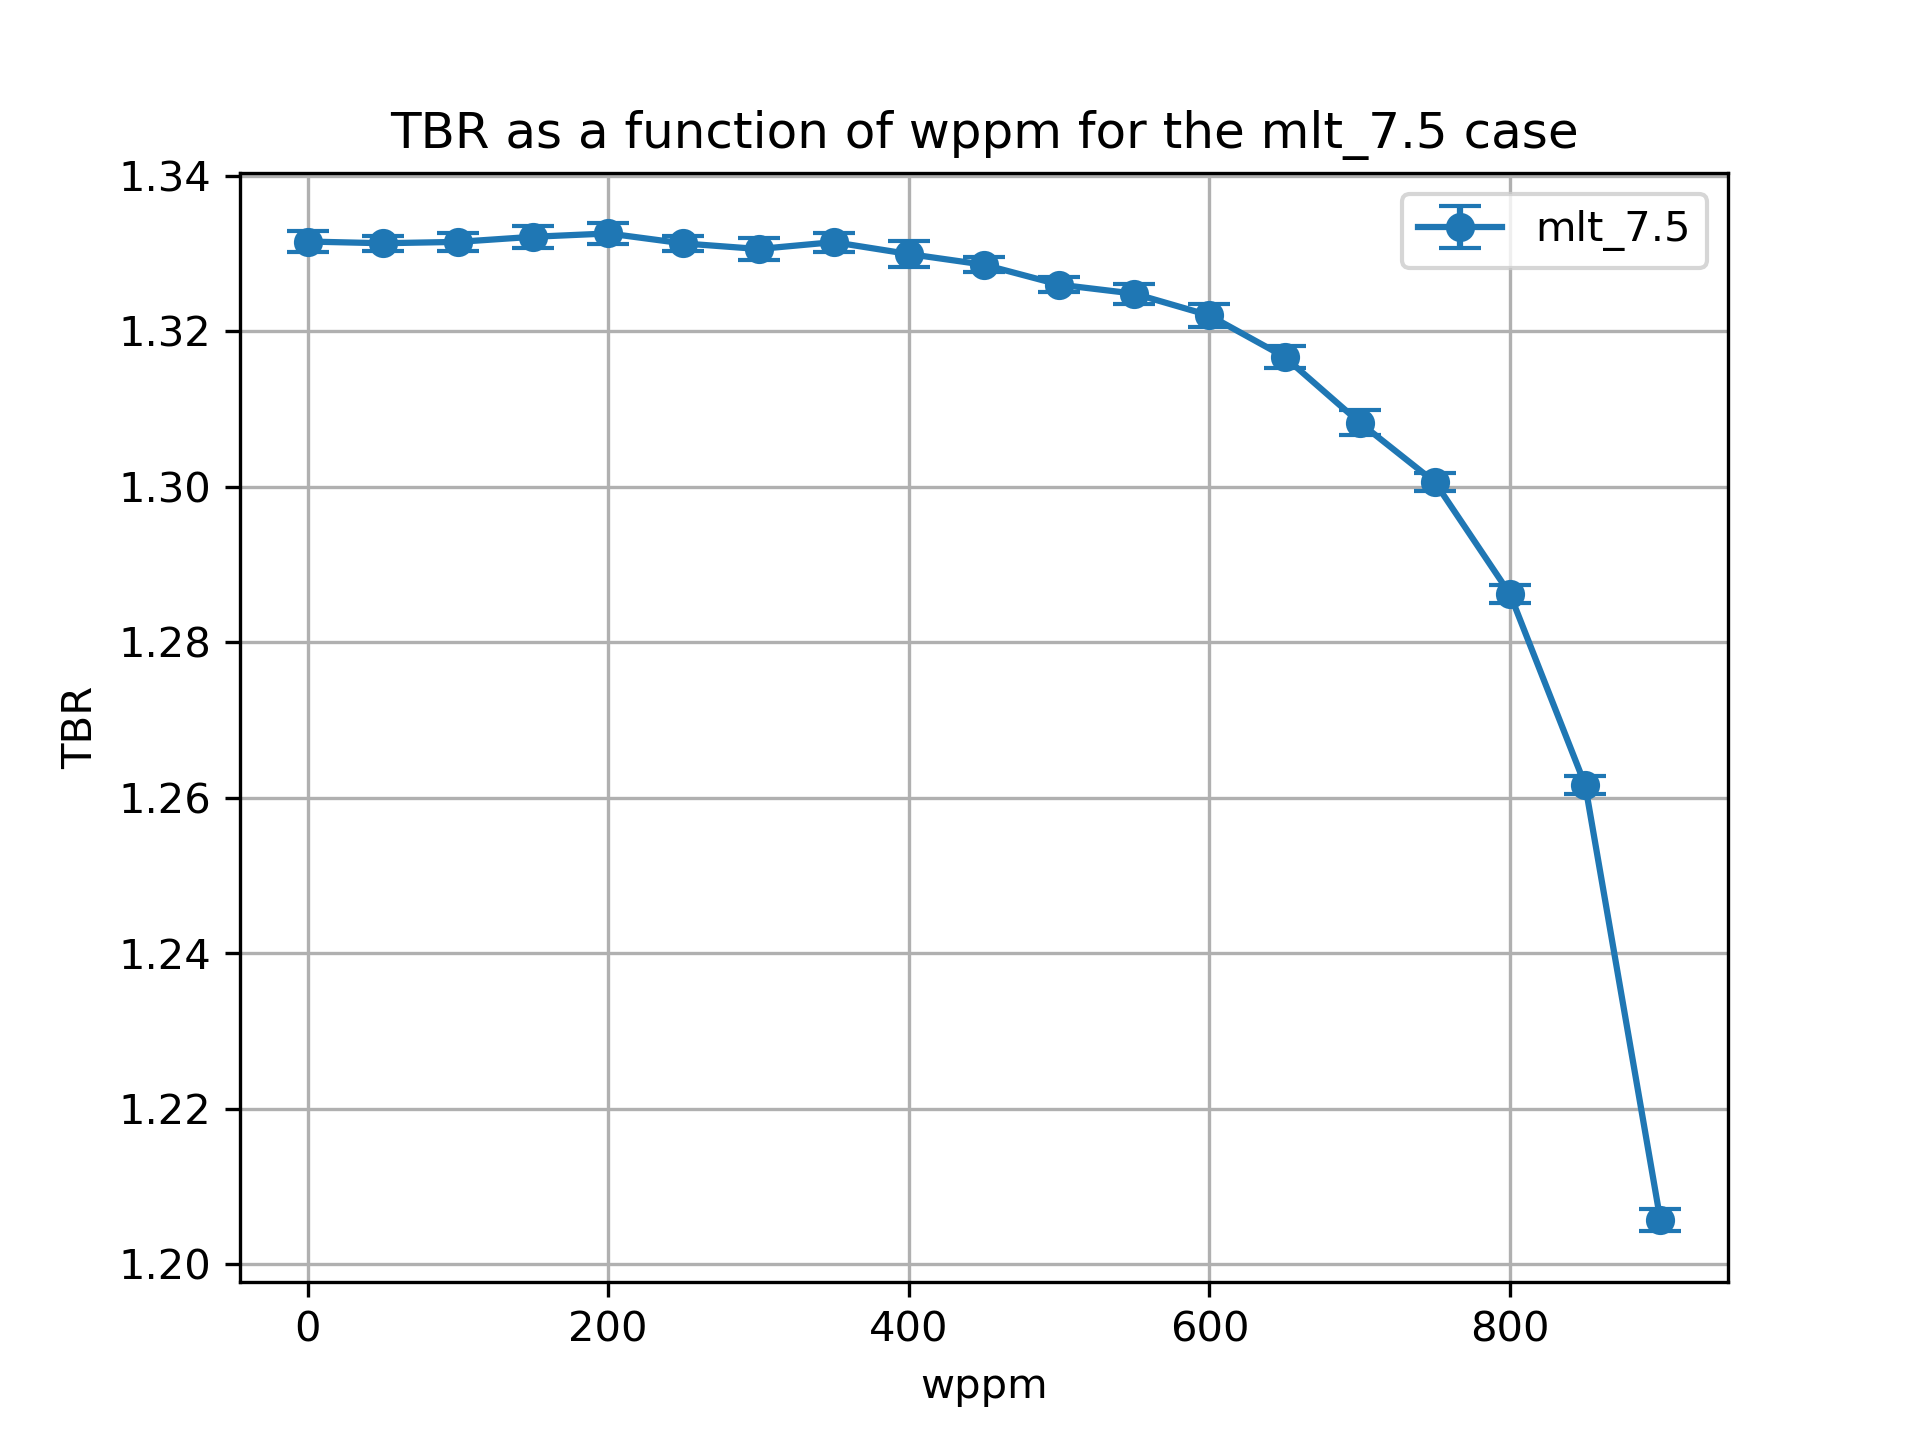 TBR as a function of wppm for the mlt_7.5 case
1.34
1.32
1.30
1.28
1.26
1.24
1.22
1.20
TBR
mlt_7.5
0 200 400 600 800
wppm